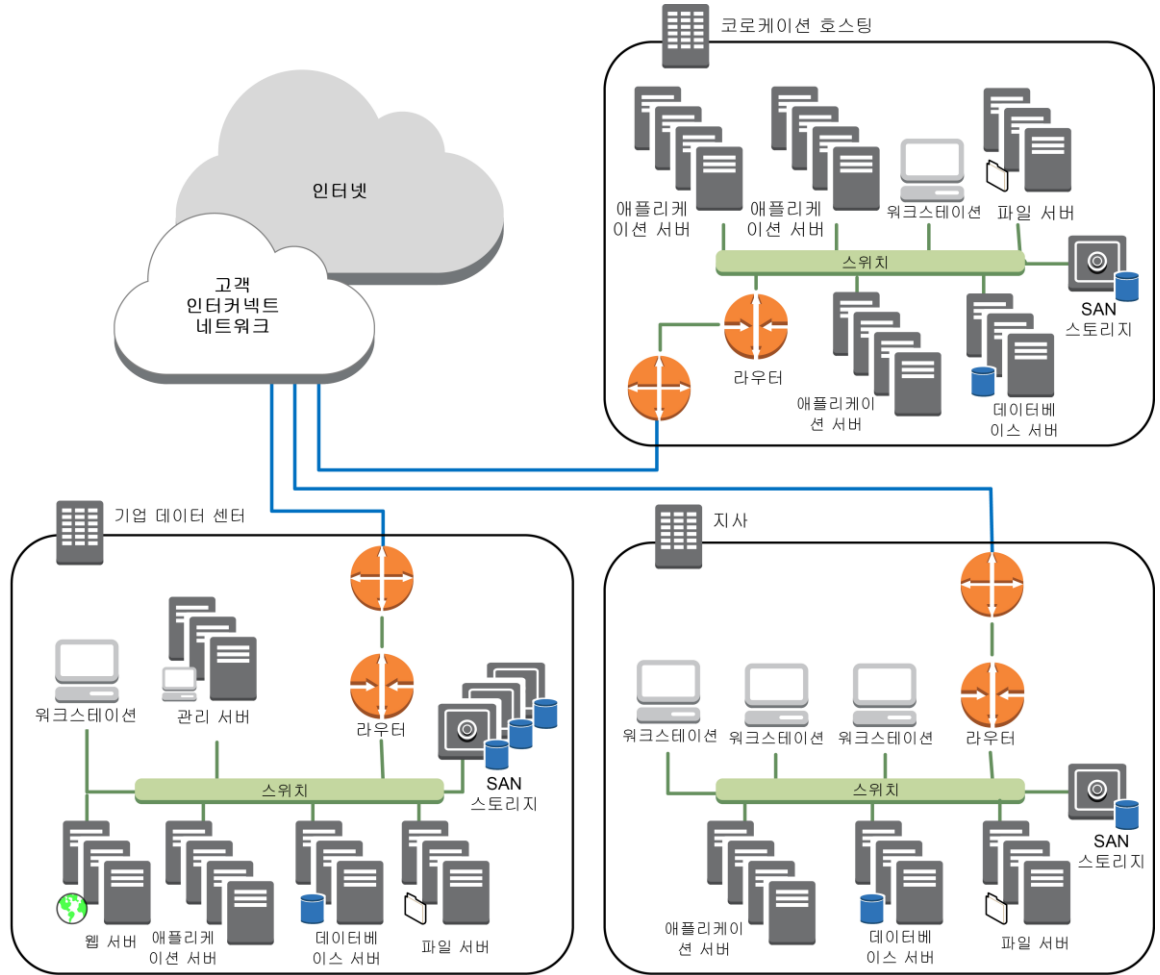 코로케이션 호스팅
인터넷
고객
인터커넥트
네트워크
애플리케
이션 서버
애플리케
이션 서버
워크스테이션
파일 서버
스위치
SAN
스토리지
라우터
애플리케이
션 서버
데이터베
이스 서버
기업 데이터 센터
워크스테이션
관리 서버
라우터
스위치
SAN
스토리지
웹 서버
애플리케
이션 서버
데이터베
이스 서버
파일 서버
지사
워크스테이션
워크스테이션
워크스테이션
라우터
스위치
SAN
스토리지
애플리케이
션 서버
데이터베
이스 서버
파일 서버